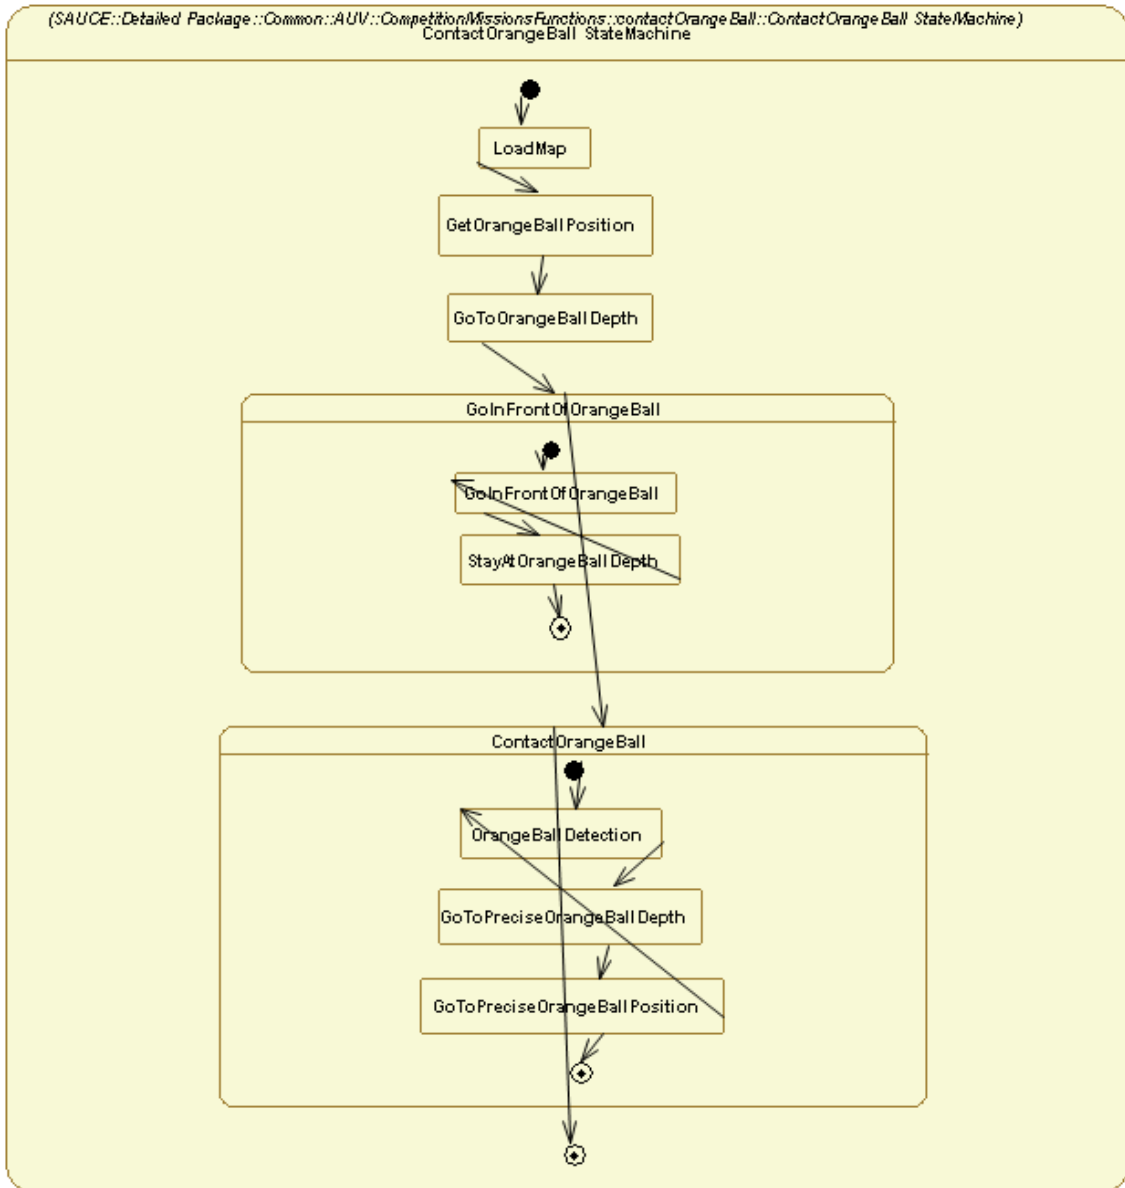 (SAUCE::Detailed Package::Common::AUV::CompetitionMissionsFunctions::contactOrangeBall::ContactOrangeBall StateMachine)
ContactOrangeBall StateMachine
LoadMap
GetOrangeBallPosition
GoToOrangeBallDepth
GoInFrontOfOrangeBall
GoInFrontOfOrangeBall
StayAtOrangeBallDepth
ContactOrangeBall
OrangeBallDetection
GoToPreciseOrangeBallDepth
GoToPreciseOrangeBallPosition